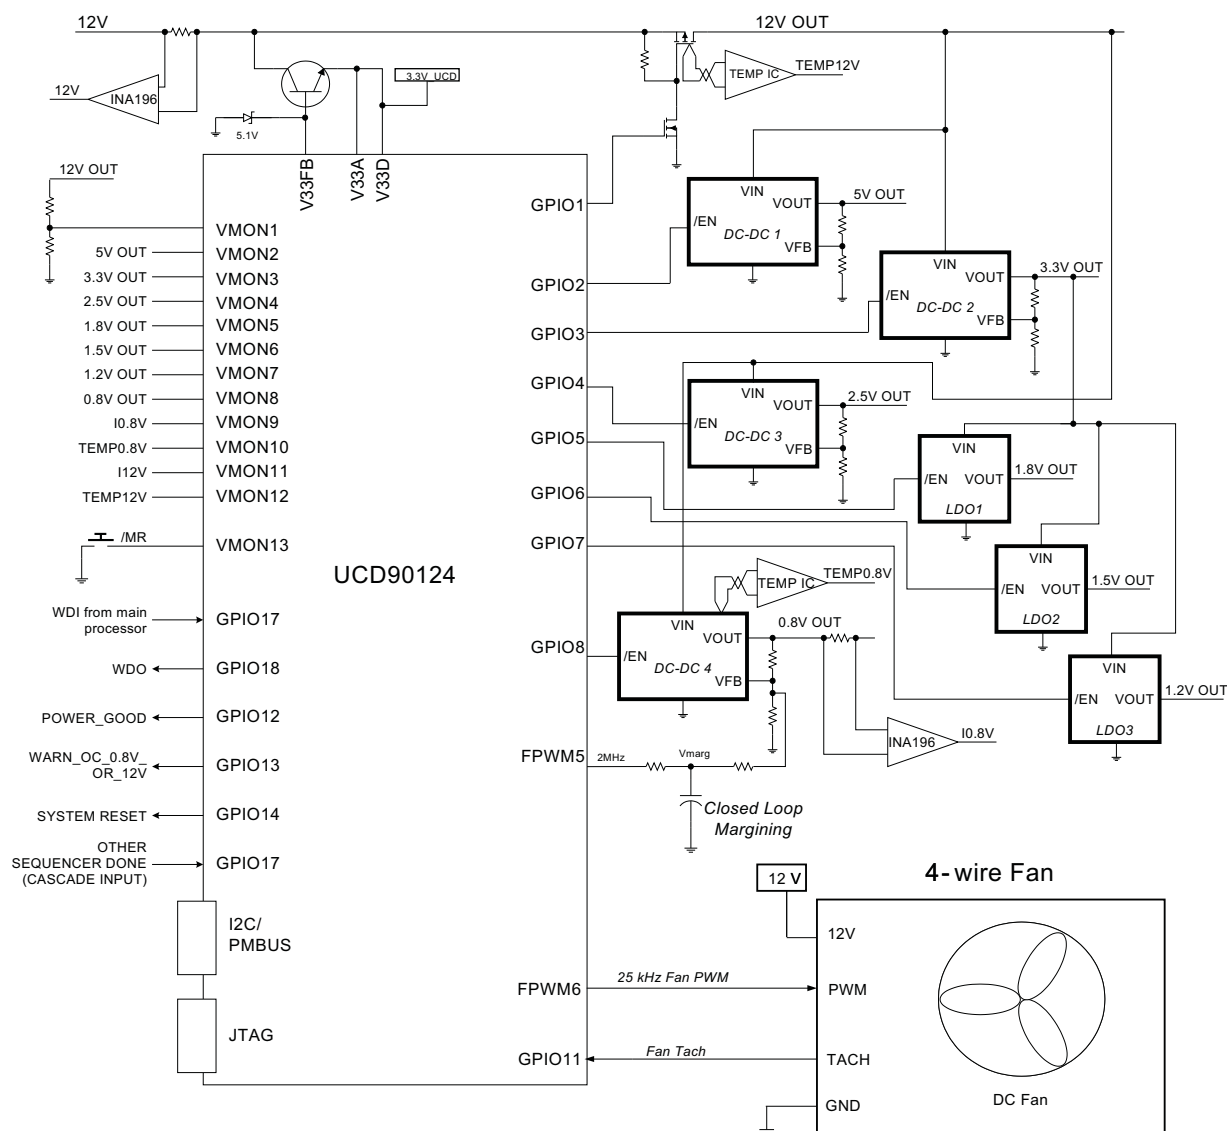 12V
12V OUT
TEMP IC
TEMP12V
3.3V_UCD
12V
INA196
5.1V
V33FB
V33A
V33D
12V OUT
VMON1
5V OUT
VMON2
3.3V OUT
VMON3
2.5V OUT
VMON4
1.8V OUT
VMON5
1.5V OUT
VMON6
1.2V OUT
VMON7
0.8V OUT
VMON8
I0.8V
VMON9
TEMP0.8V
VMON10
I12V
VMON11
TEMP12V
VMON12
/MR
VMON13
UCD90124
WDI from main
processor
GPIO17
WDO
GPIO18
POWER_GOOD
GPIO12
WARN_OC_0.8V_
OR_12V
GPIO13
SYSTEM RESET
GPIO14
OTHER
SEQUENCER DONE
(CASCADE INPUT)
GPIO17
I2C/
PMBUS
JTAG
GPIO1
GPIO2
GPIO3
GPIO4
GPIO5
GPIO6
GPIO7
GPIO8
FPWM5
FPWM6
GPIO11
VIN
VOUT
/EN
DC-DC 1
VFB
5V OUT
VIN
VOUT
/EN
DC-DC 2
VFB
3.3V OUT
VIN
VOUT
/EN
DC-DC 3
VFB
2.5V OUT
VIN
/EN
VOUT
LDO1
1.8V OUT
VIN
/EN
VOUT
LDO2
1.5V OUT
VIN
/EN
VOUT
LDO3
1.2V OUT
TEMP IC
TEMP0.8V
VIN
VOUT
/EN
DC-DC 4
VFB
0.8V OUT
INA196
I0.8V
2MHz
Vmarg
Closed Loop
Margining
12 V
4-wire Fan
12V
25 kHz Fan PWM
PWM
Fan Tach
TACH
GND
DC Fan